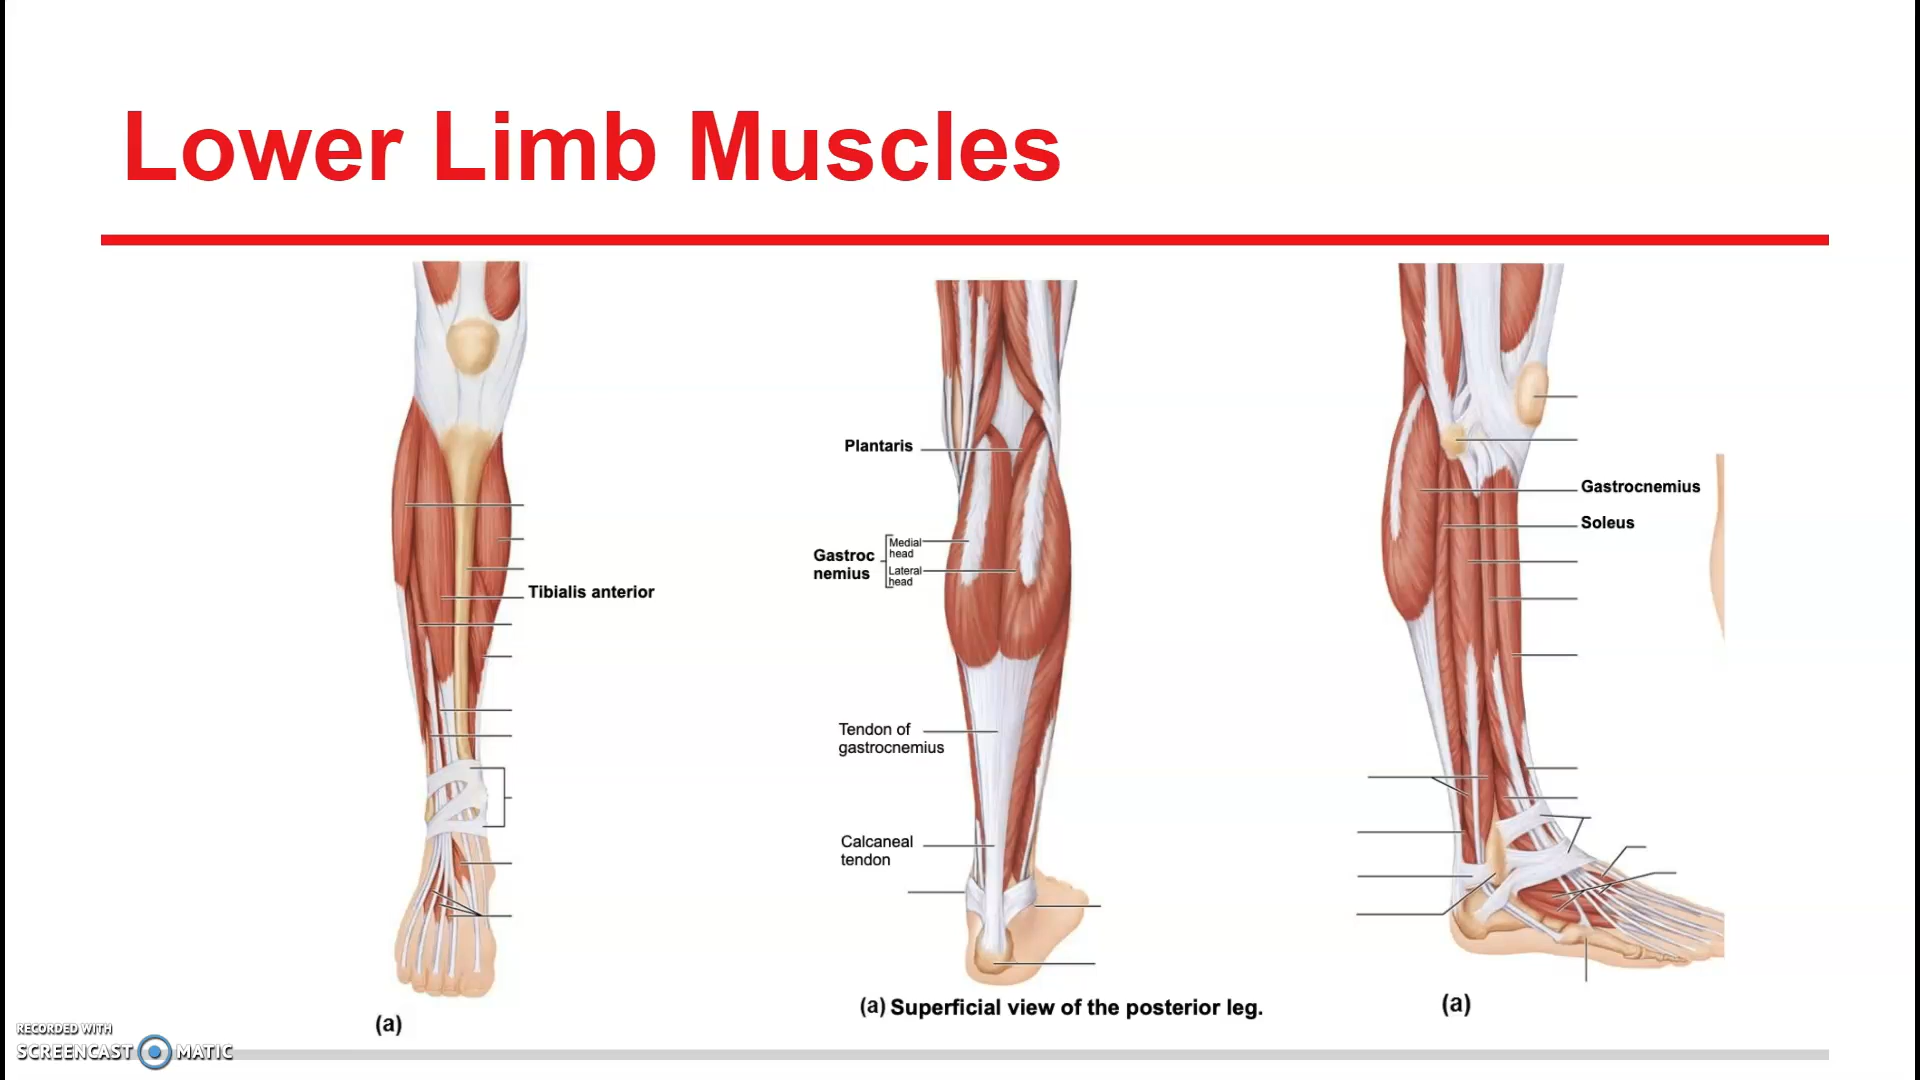 Lower Limb Muscles
Tibialis anterior
(a)
Plantaris
Gastroc
nemius
Medial
head
Lateral
head
Tendon of
gastrocnemius
Calcaneal
tendon
(a) Superficial view of the posterior leg.
Gastrocnemius
Soleus
(a)
RECORDED WITH
SCREENCAST MATIC